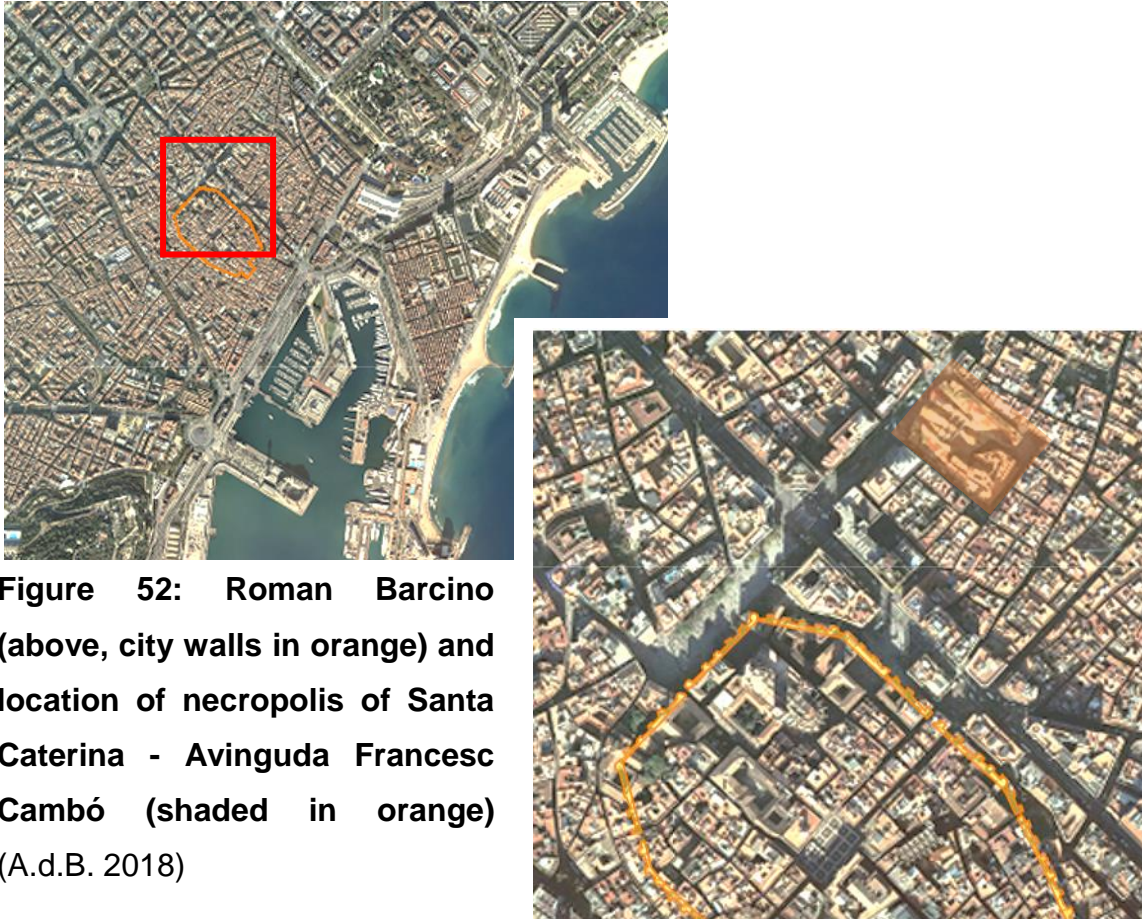 Figure 52: Roman Barcino
(above, city walls in orange) and
location of necropolis of Santa
Caterina - Avinguda Francesc
Cambó (shaded in orange)
(A.d.B. 2018)